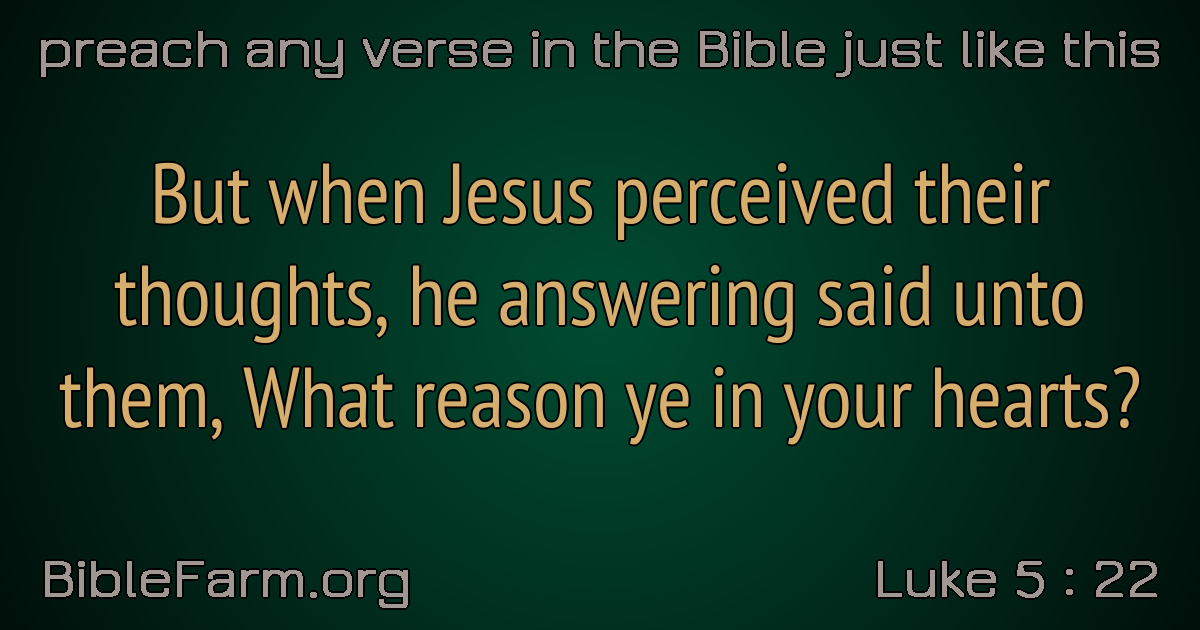 preach any verse in the Bible just like this
But when Jesus perceived their
thoughts, he answering said unto
them, What reason ye in your hearts?
BibleFarm.org
Luke 5 : 22